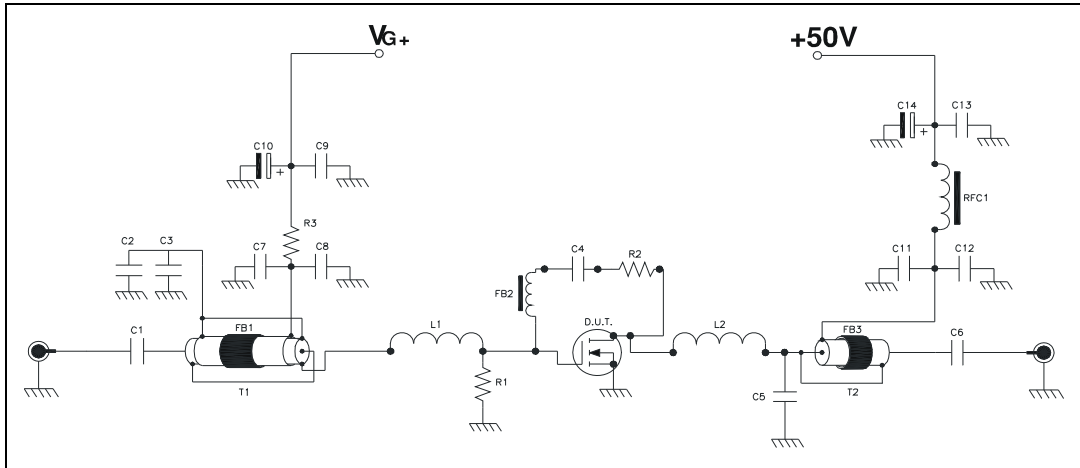 VG+
+50V
C14
C13
+
C10
C9
+
RFC1
R3
C2
C3
C7
C8
C4
R2
C11
C12
FB2
C1
FB1
L1
D.U.T.
L2
FB3
C6
R1
T1
C5
T2